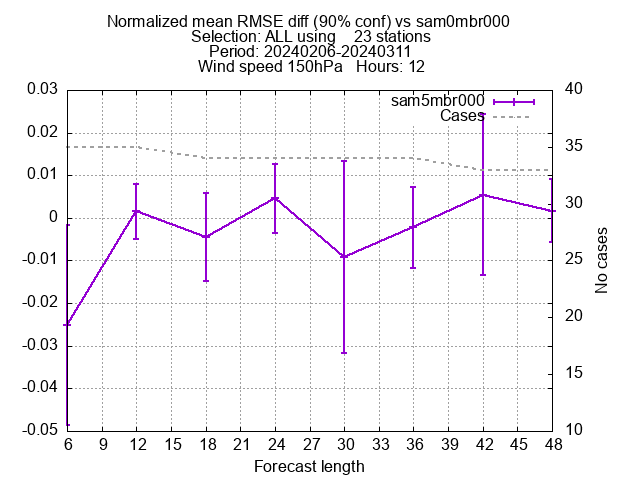 Normalized mean RMSE diff (90% conf) vs sam0mbr000
Selection: ALL using    23 stations
Period: 20240206-20240311
Wind speed 150hPa   Hours: 12
sam5mbr000
Cases
0.03
0.02
0.01
0
-0.01
-0.02
-0.03
-0.04
-0.05
40
35
30
25
20
15
10
No cases
6 9 12 15 18 21 24 27 30 33 36 39 42 45 48
Forecast length